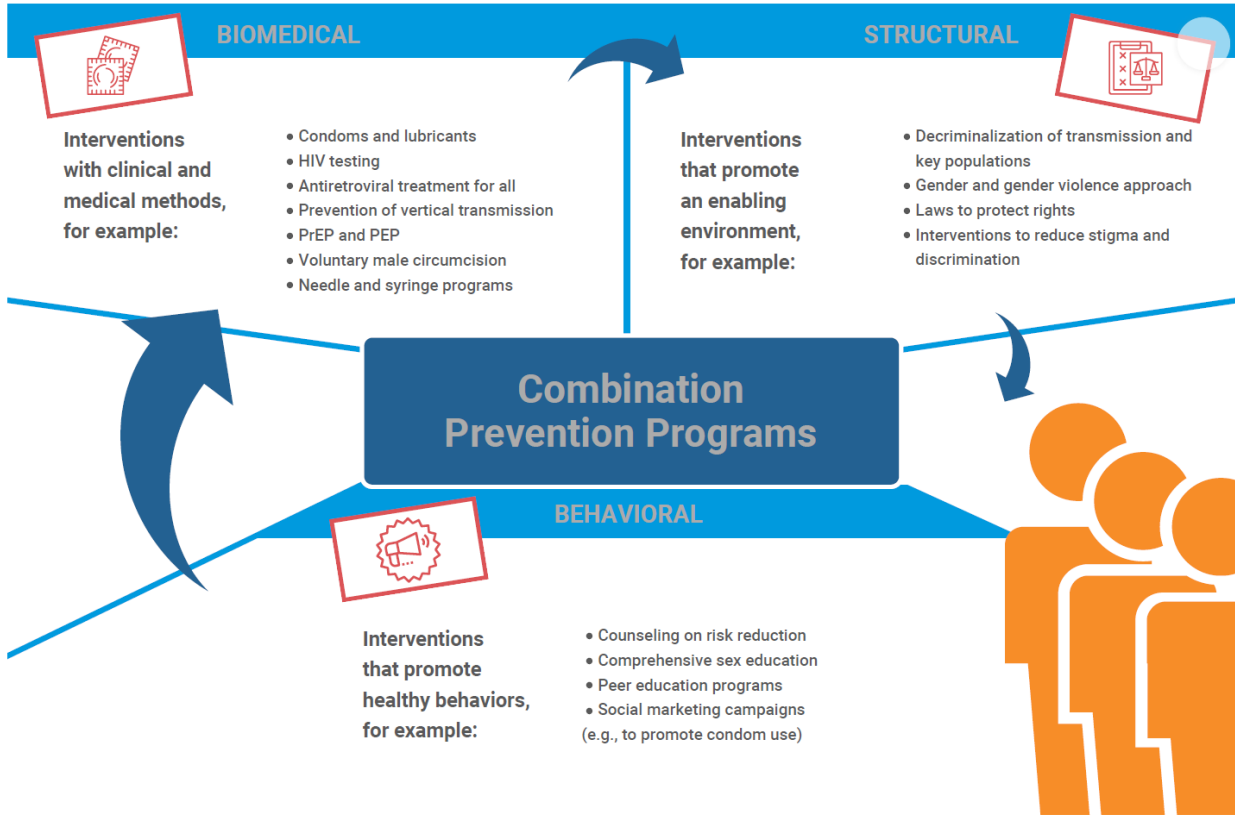 BIOMEDICAL
Interventions
with clinical and
medical methods,
for example:
• Condoms and lubricants
• HIV testing
• Antiretroviral treatment for all
• Prevention of vertical transmission
• PrEP and PEP
• Voluntary male circumcision
• Needle and syringe programs
STRUCTURAL
Interventions
that promote
an enabling
environment,
for example:
• Decriminalization of transmission and
key populations
• Gender and gender violence approach
• Laws to protect rights
• Interventions to reduce stigma and
discrimination
Combination
Prevention Programs
BEHAVIORAL
Interventions
that promote
healthy behaviors,
for example:
• Counseling on risk reduction
• Comprehensive sex education
• Peer education programs
• Social marketing campaigns
(e.g., to promote condom use)